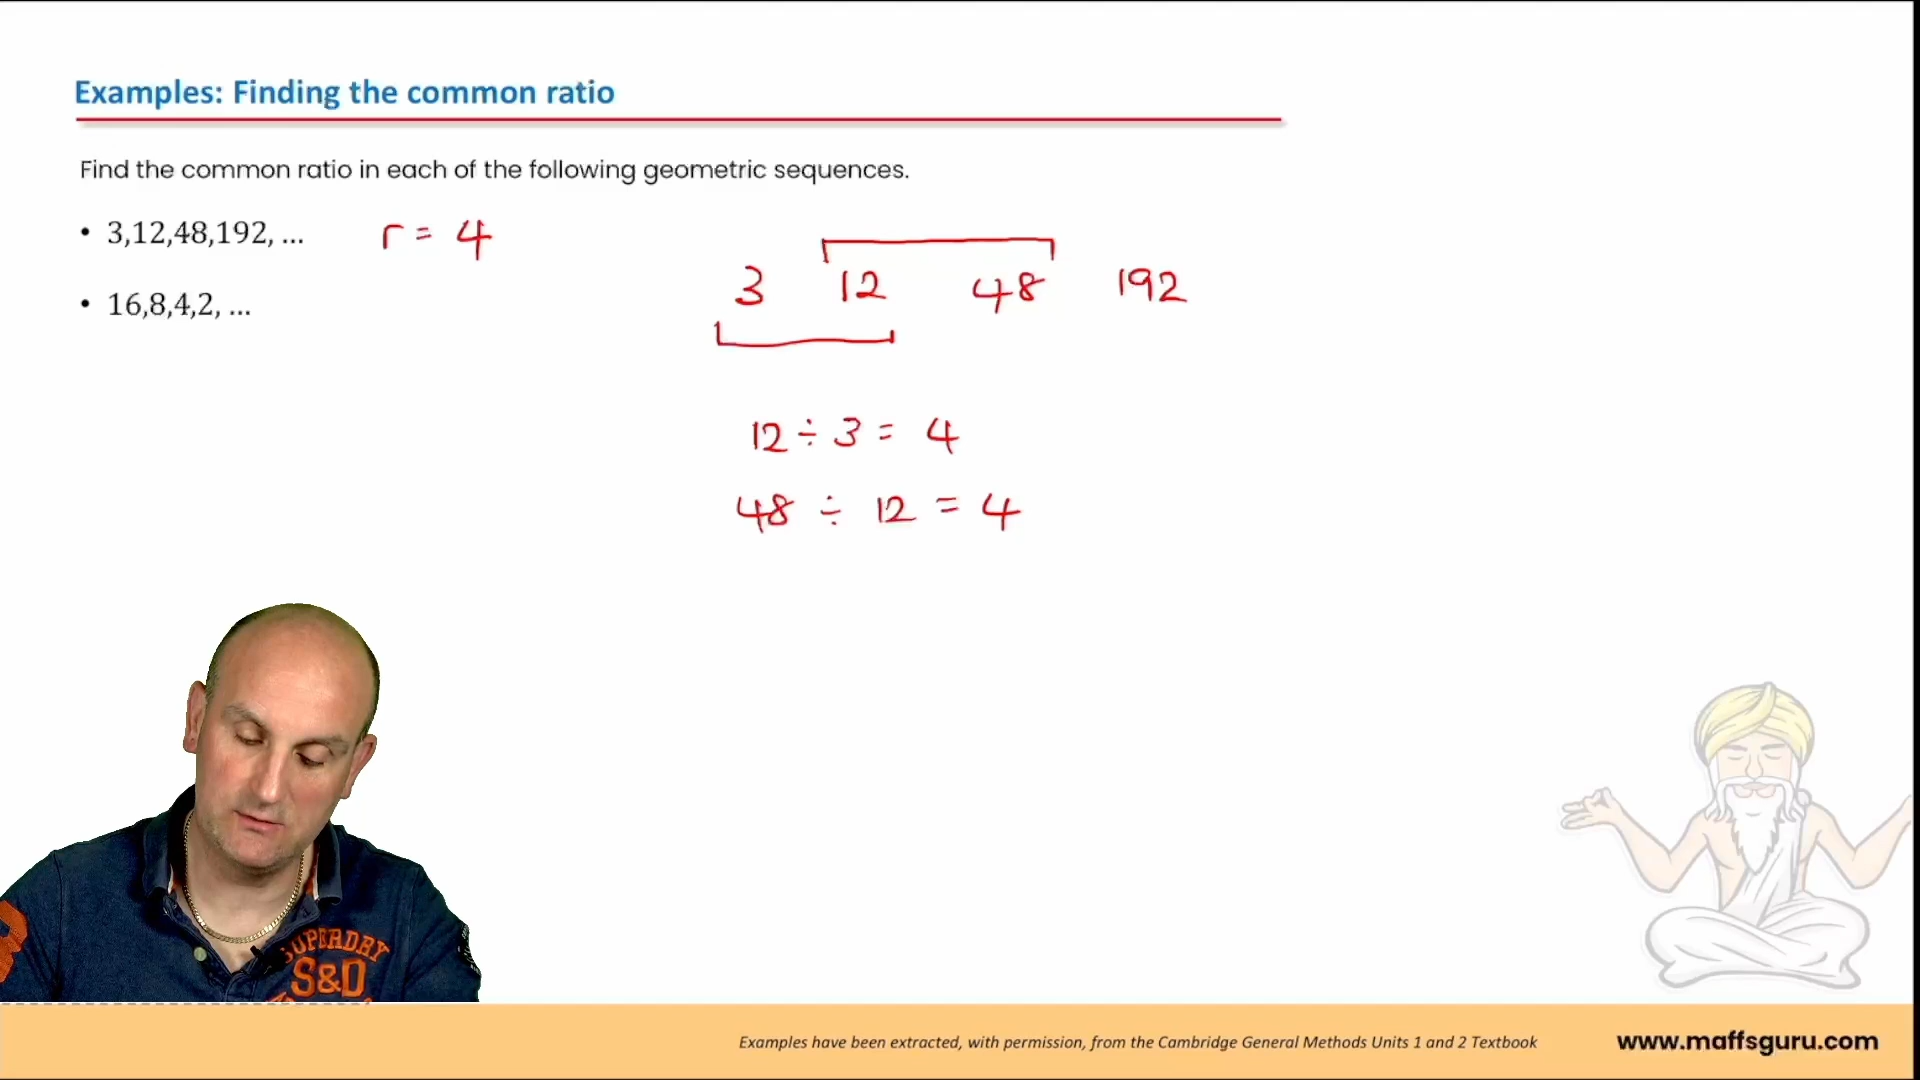 Examples: Finding the common ratio
Find the common ratio in each of the following geometric sequences.
• 3,12,48,192, ... r = 4
• 16,8,4,2, ...
3 12 48 192
12 ÷ 3 = 4
48 ÷ 12 = 4
SUPERDRY
S&D
Examples have been extracted, with permission, from the Cambridge General Methods Units 1 and 2 Textbook
www.maffsguru.com